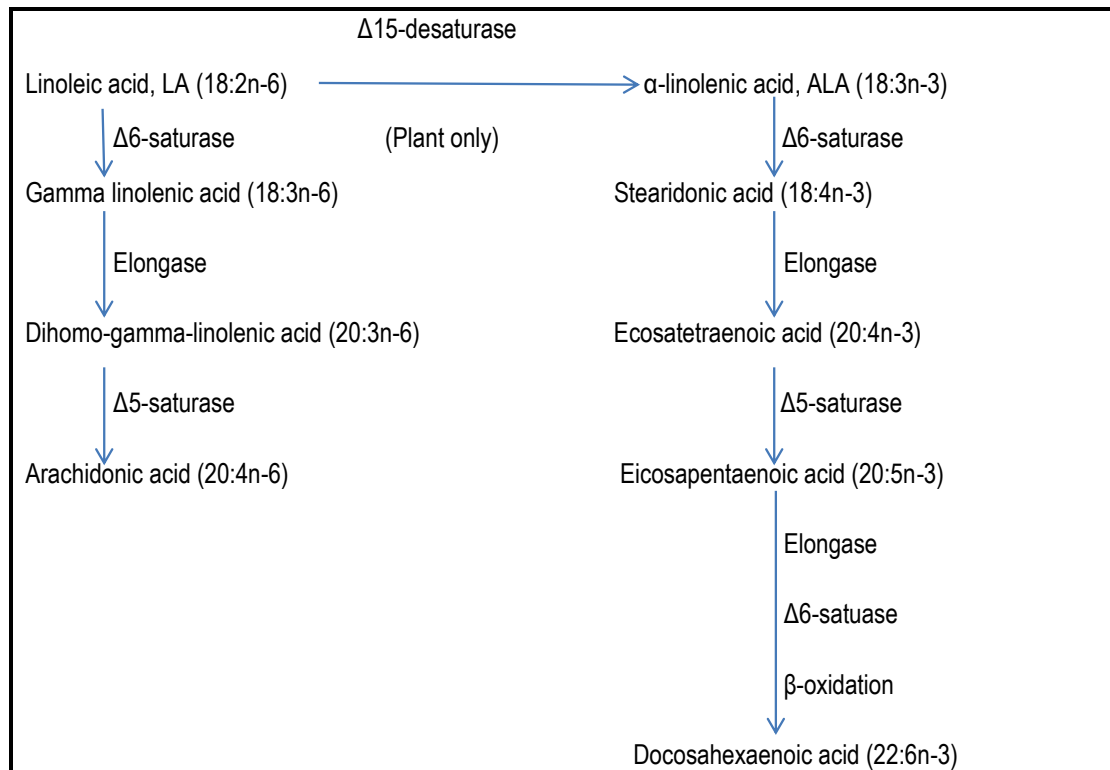 Δ15-desaturase
Linoleic acid, LA (18:2n-6)
α-linolenic acid, ALA (18:3n-3)
Δ6-saturase
(Plant only)
Δ6-saturase
Gamma linolenic acid (18:3n-6)
Stearidonic acid (18:4n-3)
Elongase
Elongase
Dihomo-gamma-linolenic acid (20:3n-6)
Ecosatetraenoic acid (20:4n-3)
Δ5-saturase
Δ5-saturase
Arachidonic acid (20:4n-6)
Eicosapentaenoic acid (20:5n-3)
Elongase
Δ6-satuase
β-oxidation
Docosahexaenoic acid (22:6n-3)